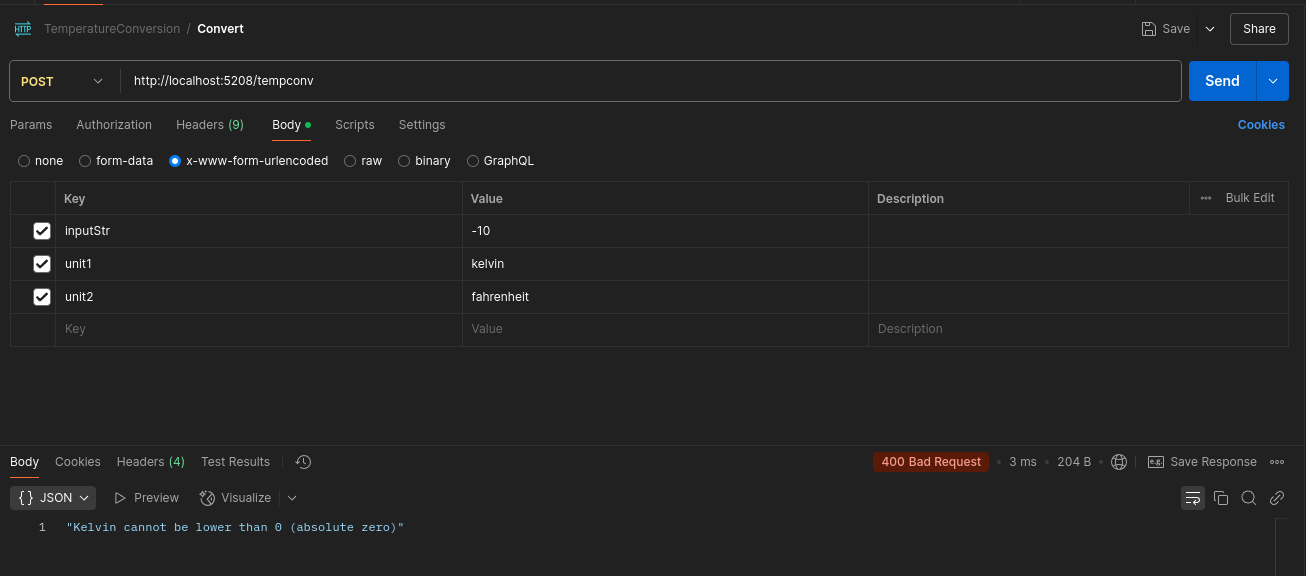 HTTP TemperatureConversion / Convert Save Share
POST http://localhost:5208/tempconv Send
Params Authorization Headers (9) Body Scripts Settings Cookies
none form-data x-www-form-urlencoded raw binary GraphQL
Key Value Description ••• Bulk Edit
inputStr -10
unit1 kelvin
unit2 fahrenheit
Key Value Description
Body Cookies Headers (4) Test Results 400 Bad Request • 3 ms • 204 B • e.g. Save Response •••
{} JSON Preview Visualize
1 "Kelvin cannot be lower than 0 (absolute zero)"